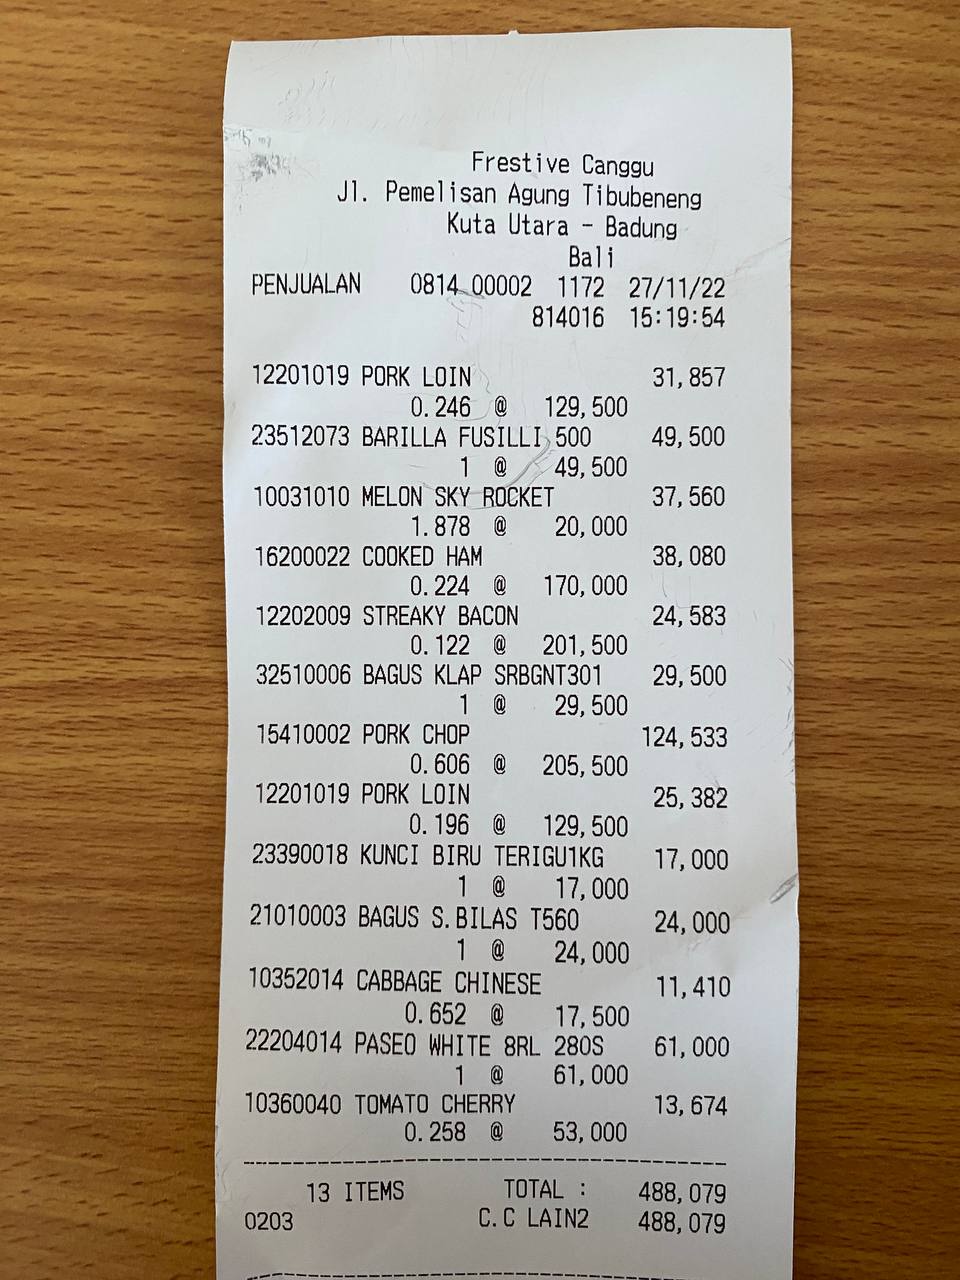 Frestive Canggu
Jl. Pemelisan Agung Tibubeneng
Kuta Utara - Badung
Bali
PENJUALAN 0814 00002 1172 27/11/22
814016 15:19:54
12201019 PORK LOIN 31,857
0.246 @ 129,500
23512073 BARILLA FUSILLI 500 49,500
1 @ 49,500
10031010 MELON SKY ROCKET 37,560
1.878 @ 20,000
16200022 COOKED HAM 38,080
0.224 @ 170,000
12202009 STREAKY BACON 24,583
0.122 @ 201,500
32510006 BAGUS KLAP SRBGNT301 29,500
1 @ 29,500
15410002 PORK CHOP 124,533
0.606 @ 205,500
12201019 PORK LOIN 25,382
0.196 @ 129,500
23390018 KUNCI BIRU TERIGU1KG 17,000
1 @ 17,000
21010003 BAGUS S.BILAS T560 24,000
1 @ 24,000
10352014 CABBAGE CHINESE 11,410
0.652 @ 17,500
22204014 PASEO WHITE 8RL 280S 61,000
1 @ 61,000
10360040 TOMATO CHERRY 13,674
0.258 @ 53,000
13 ITEMS TOTAL : 488,079
0203 C.C LAIN2 488,079